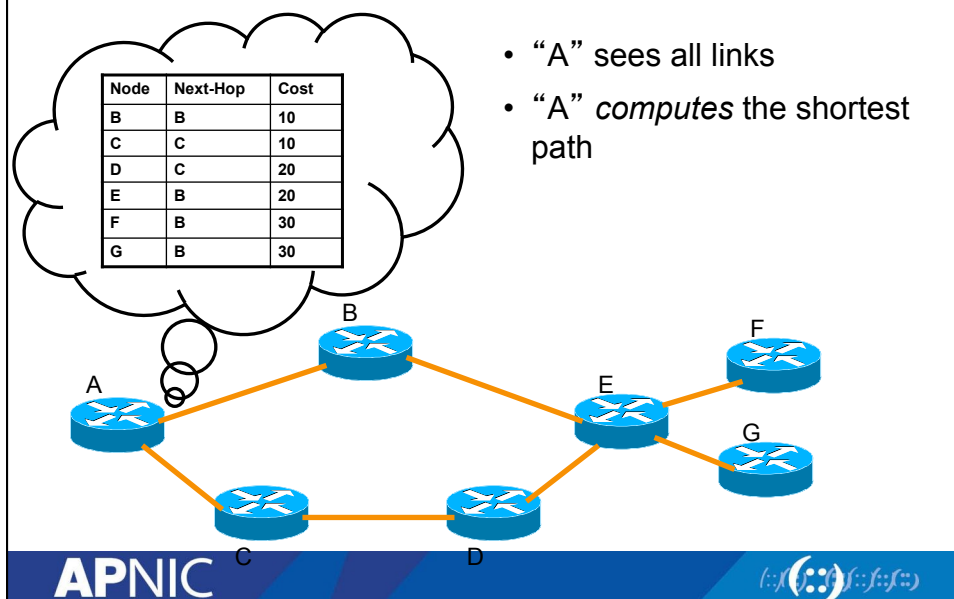 Node Next-Hop Cost
B B 10
C C 10
D C 20
E B 20
F B 30
G B 30
• “A” sees all links
• “A” computes the shortest
path
B
F
A
E
G
C
D
APNIC